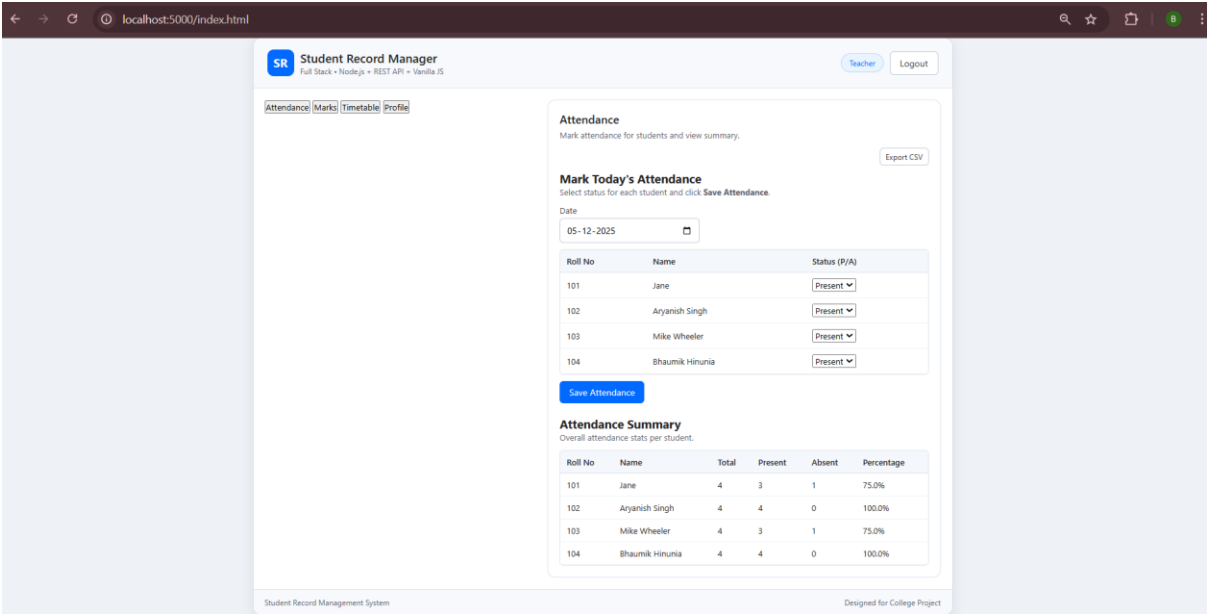 localhost:5000/index.html
B
SR
Student Record Manager
Full Stack • Node.js + REST API + Vanilla JS
Teacher
Logout
Attendance Marks Timetable Profile
Attendance
Mark attendance for students and view summary.
Export CSV
Mark Today's Attendance
Select status for each student and click Save Attendance.
Date
05-12-2025
Roll No Name Status (P/A)
101 Jane Present
102 Aryanish Singh Present
103 Mike Wheeler Present
104 Bhaumik Hinunia Present
Save Attendance
Attendance Summary
Overall attendance stats per student.
Roll No Name Total Present Absent Percentage
101 Jane 4 3 1 75.0%
102 Aryanish Singh 4 4 0 100.0%
103 Mike Wheeler 4 3 1 75.0%
104 Bhaumik Hinunia 4 4 0 100.0%
Student Record Management System
Designed for College Project